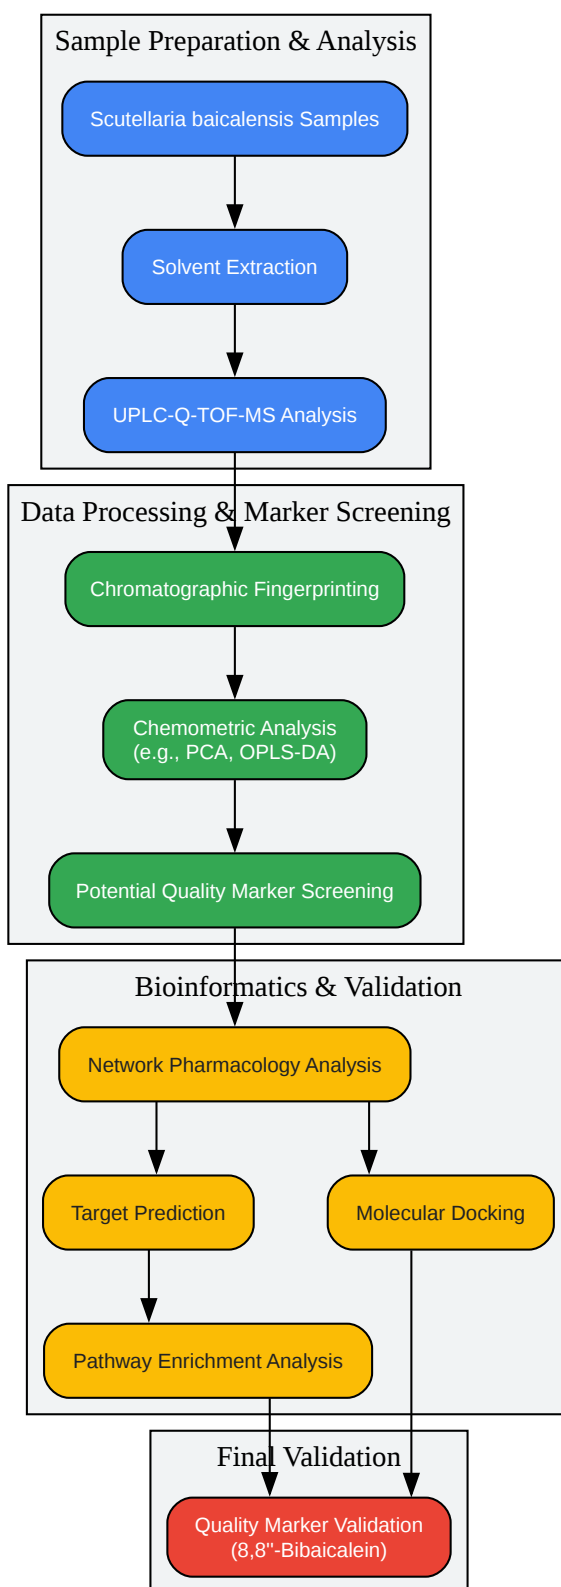 Sample Preparation & Analysis
Scutellaria baicalensis Samples
Solvent Extraction
UPLC-Q-TOF-MS Analysis
Data Processing & Marker Screening
Chromatographic Fingerprinting
Chemometric Analysis
(e.g., PCA, OPLS-DA)
Potential Quality Marker Screening
Bioinformatics & Validation
Network Pharmacology Analysis
Target Prediction
Molecular Docking
Pathway Enrichment Analysis
Final Validation
Quality Marker Validation
(8,8''-Bibaicalein)